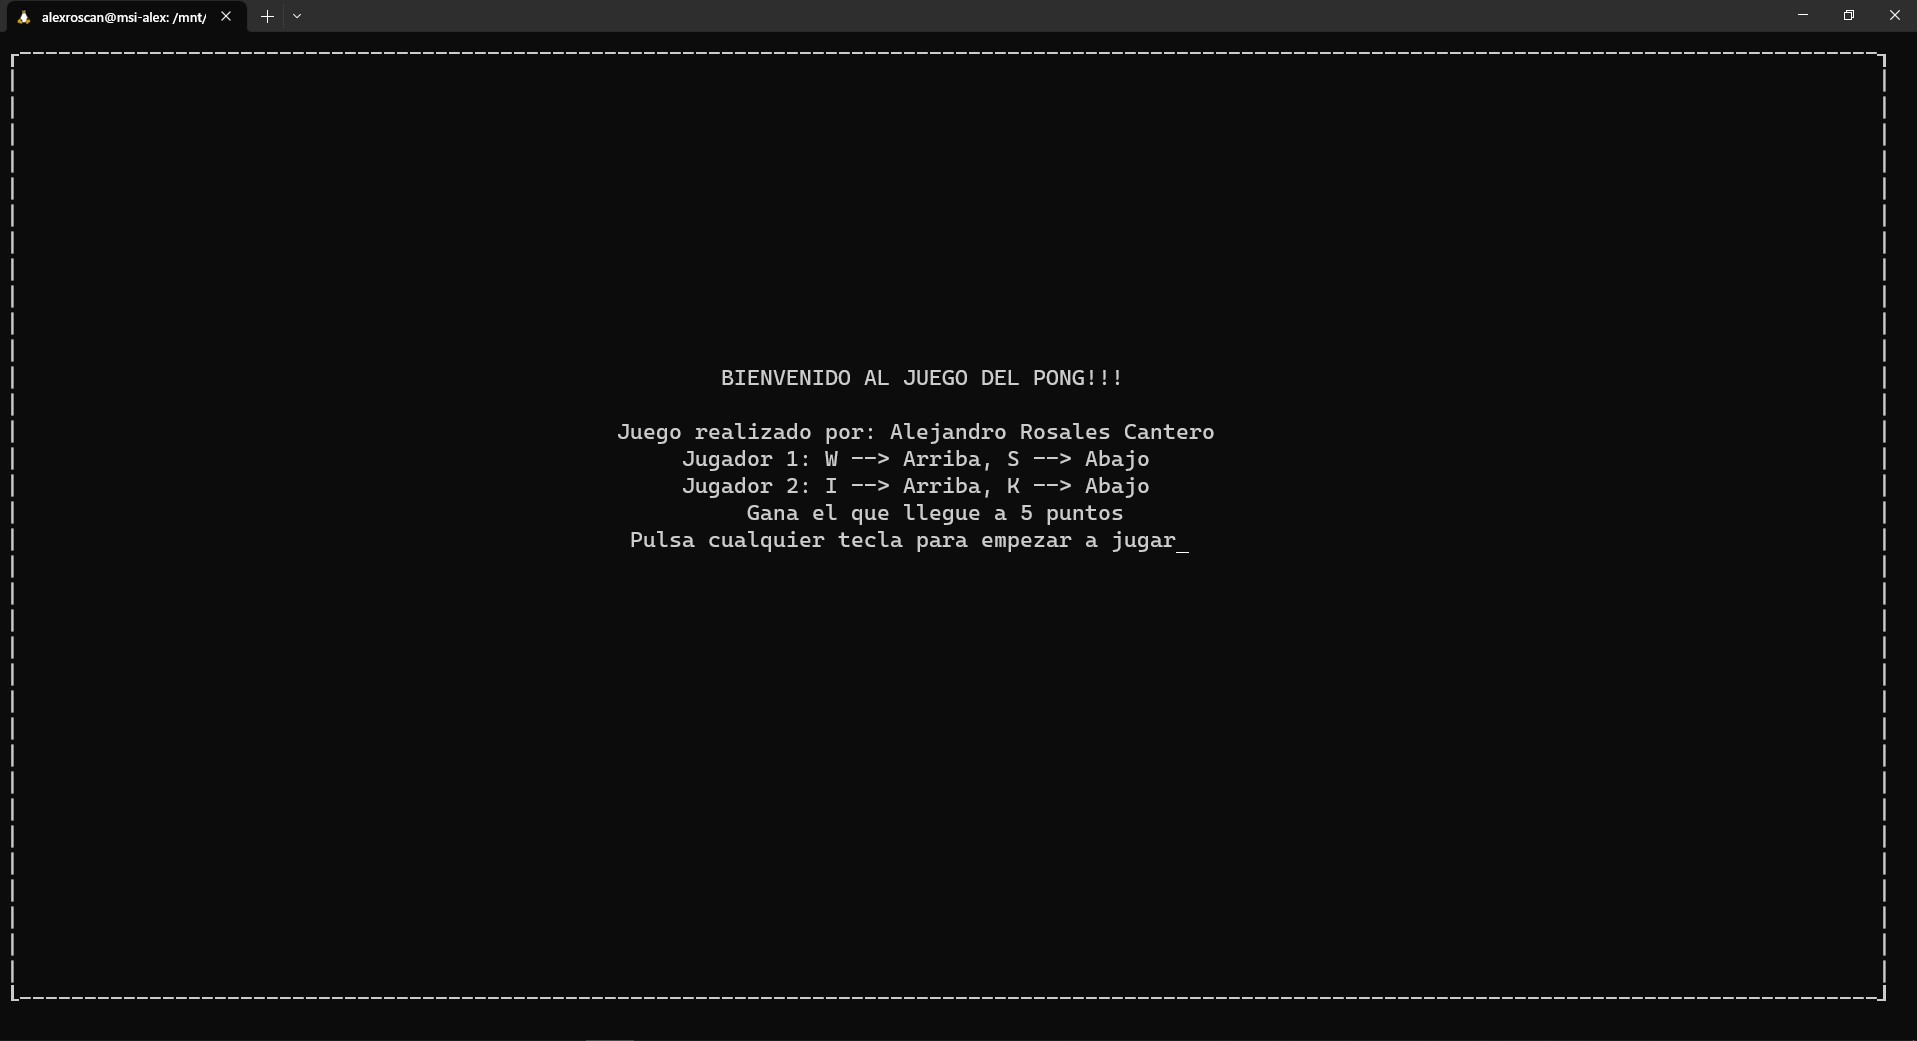 alexroscan@msi-alex: /mnt/
BIENVENIDO AL JUEGO DEL PONG!!!
Juego realizado por: Alejandro Rosales Cantero
Jugador 1: W --> Arriba, S --> Abajo
Jugador 2: I --> Arriba, K --> Abajo
Gana el que llegue a 5 puntos
Pulsa cualquier tecla para empezar a jugar_